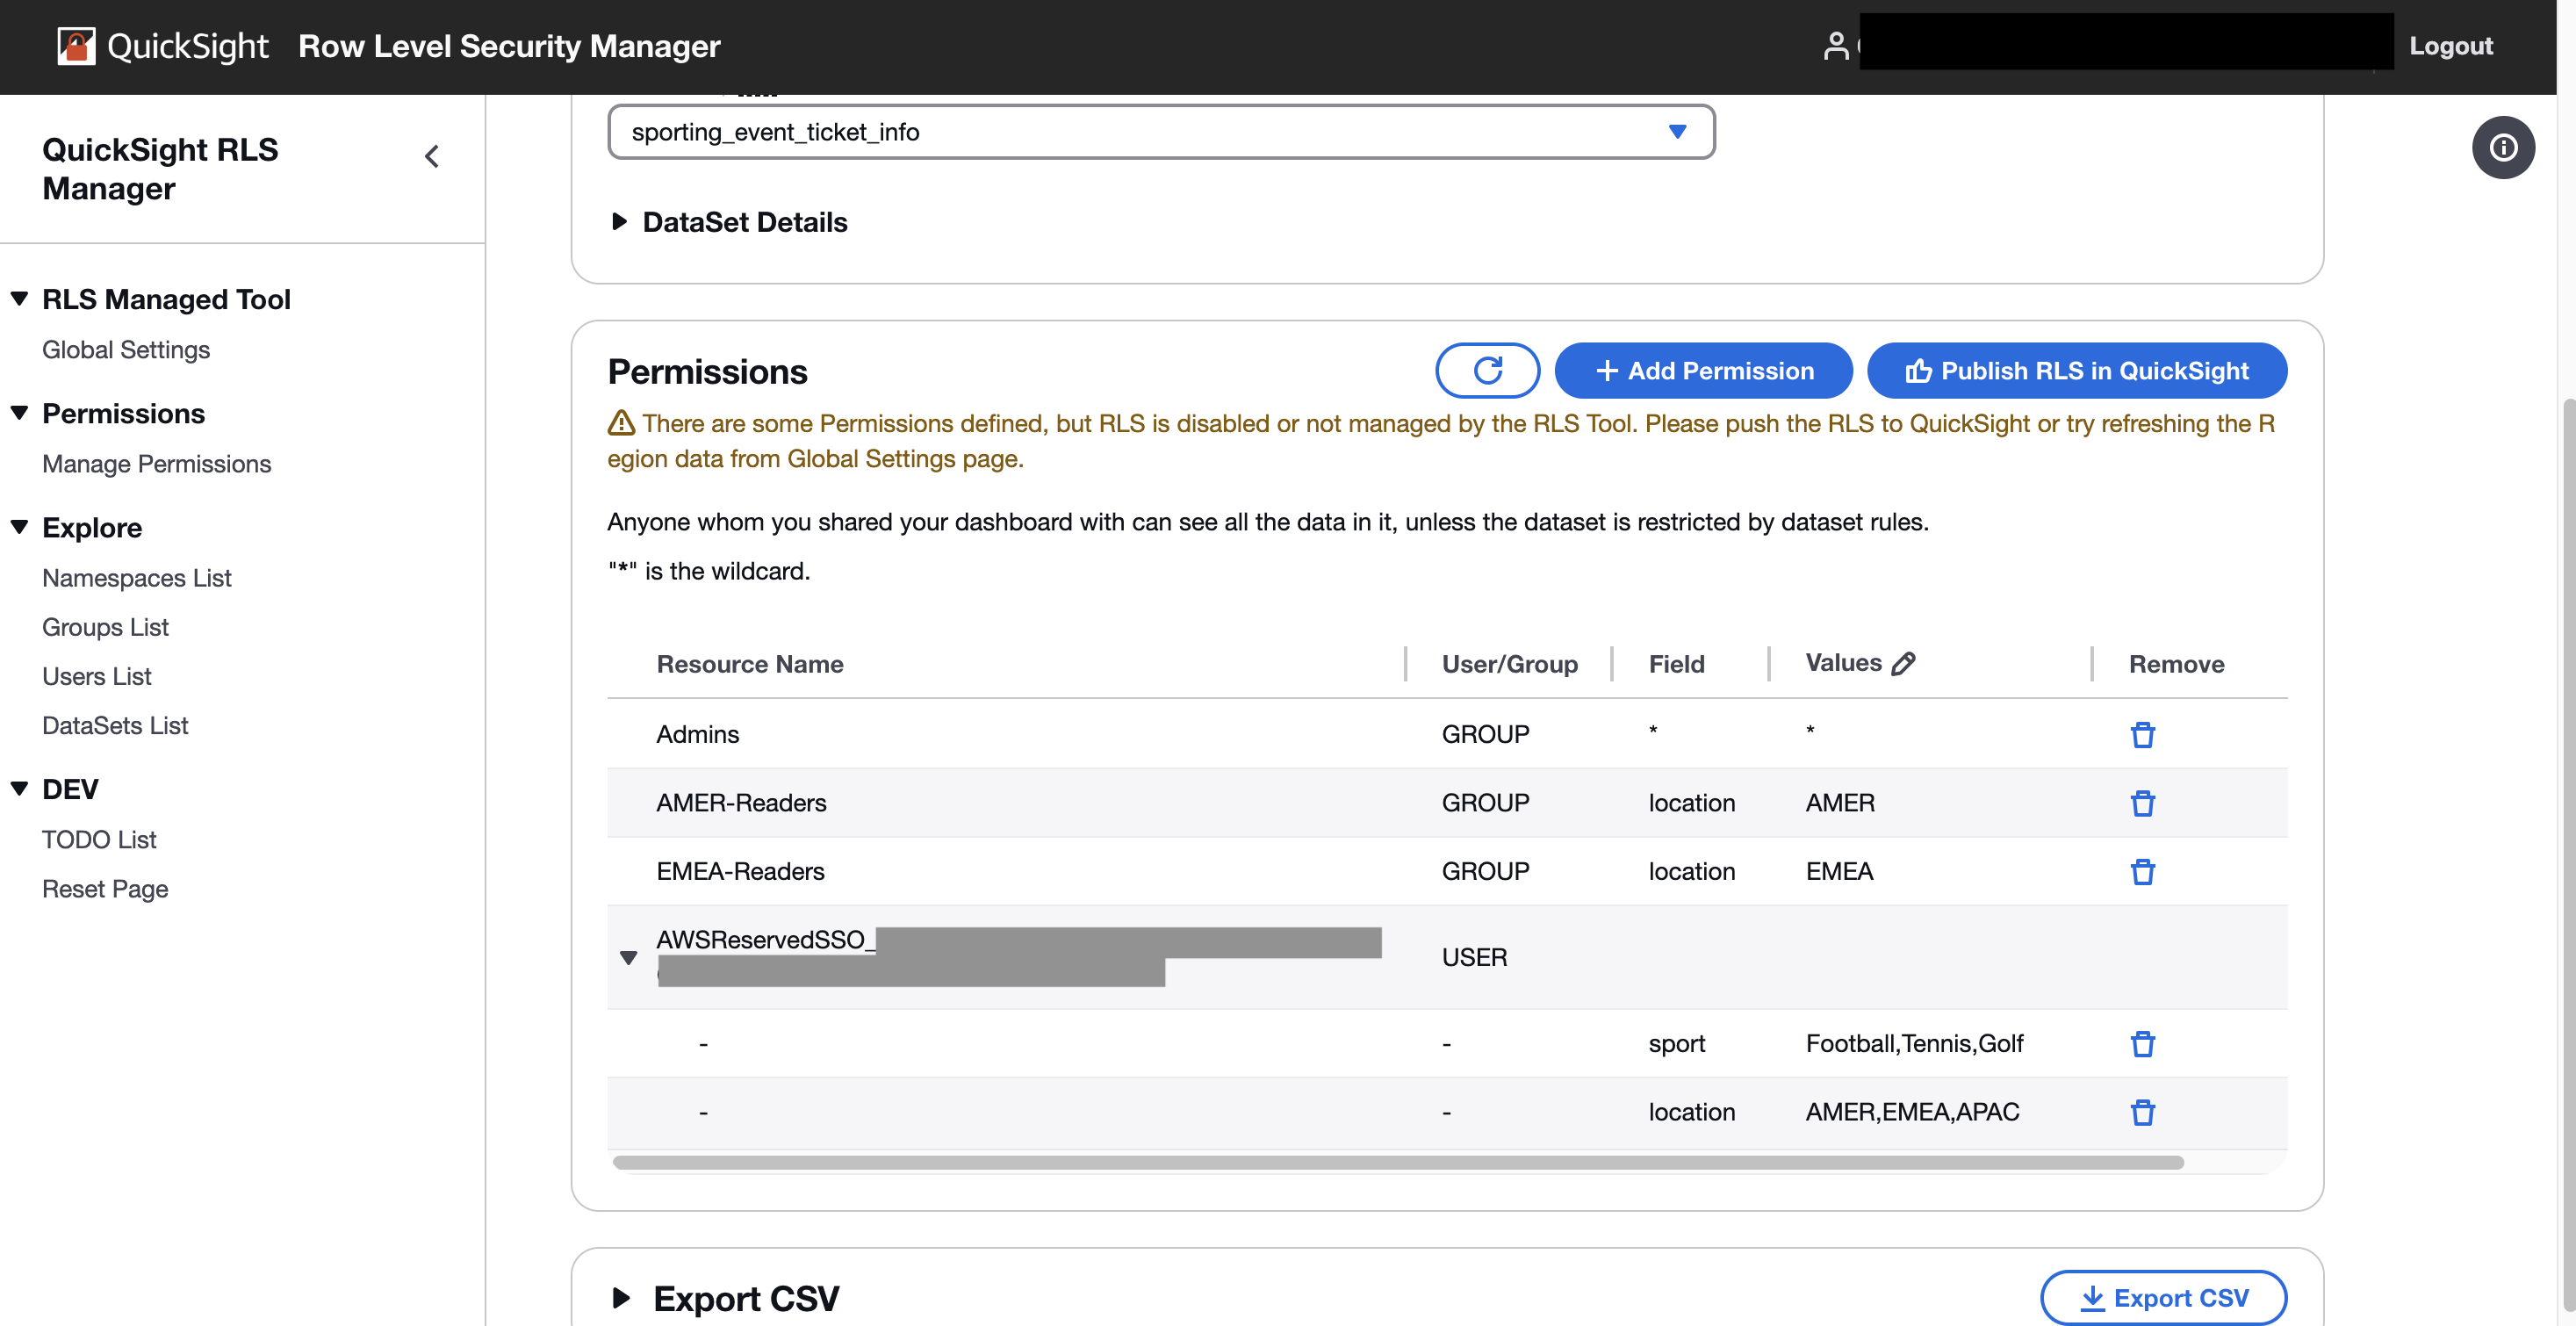 QuickSight Row Level Security Manager
Logout
QuickSight RLS
Manager
RLS Managed Tool
Global Settings
Permissions
Manage Permissions
Explore
Namespaces List
Groups List
Users List
DataSets List
DEV
TODO List
Reset Page
sporting_event_ticket_info
DataSet Details
Permissions
Add Permission
Publish RLS in QuickSight
There are some Permissions defined, but RLS is disabled or not managed by the RLS Tool. Please push the RLS to QuickSight or try refreshing the R
egion data from Global Settings page.
Anyone whom you shared your dashboard with can see all the data in it, unless the dataset is restricted by dataset rules.
"*" is the wildcard.
Resource Name User/Group Field Values Remove
Admins GROUP * *
AMER-Readers GROUP location AMER
EMEA-Readers GROUP location EMEA
AWSReservedSSO_ USER
- - sport Football,Tennis,Golf
- - location AMER,EMEA,APAC
Export CSV
Export CSV